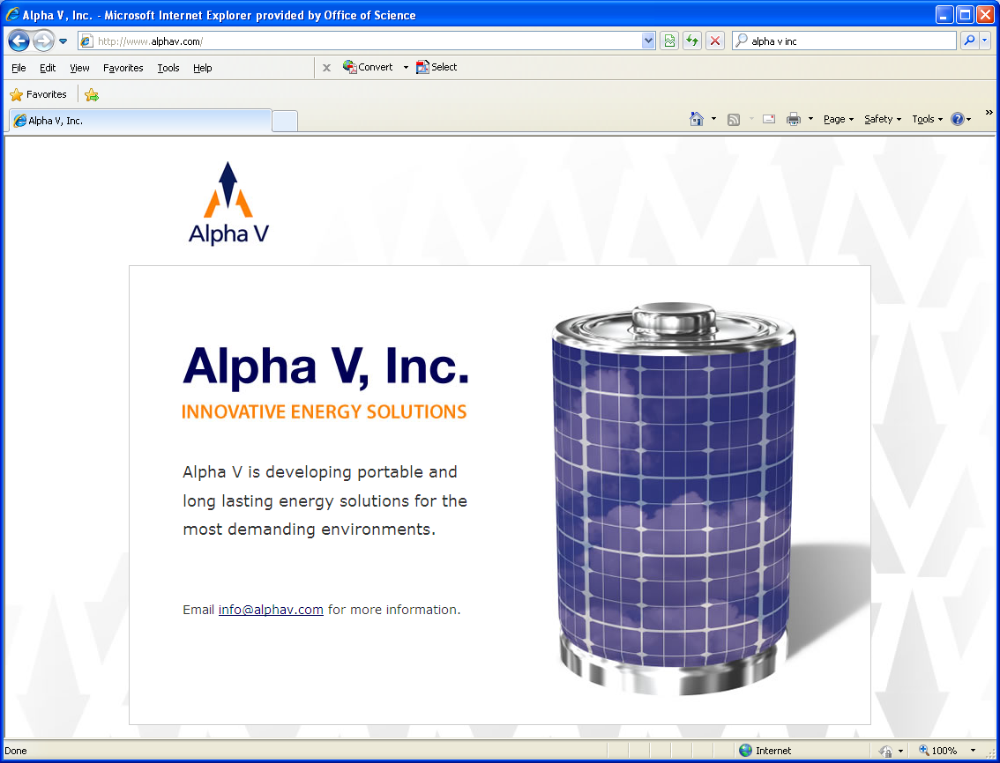 Alpha V, Inc. - Microsoft Internet Explorer provided by Office of Science
http://www.alphav.com/
alpha v inc
File Edit View Favorites Tools Help
x Convert Select
Favorites
Alpha V, Inc.
Page Safety Tools
»
Alpha V
Alpha V, Inc.
INNOVATIVE ENERGY SOLUTIONS
Alpha V is developing portable and
long lasting energy solutions for the
most demanding environments.
Email info@alphav.com for more information.
Done
Internet
100%